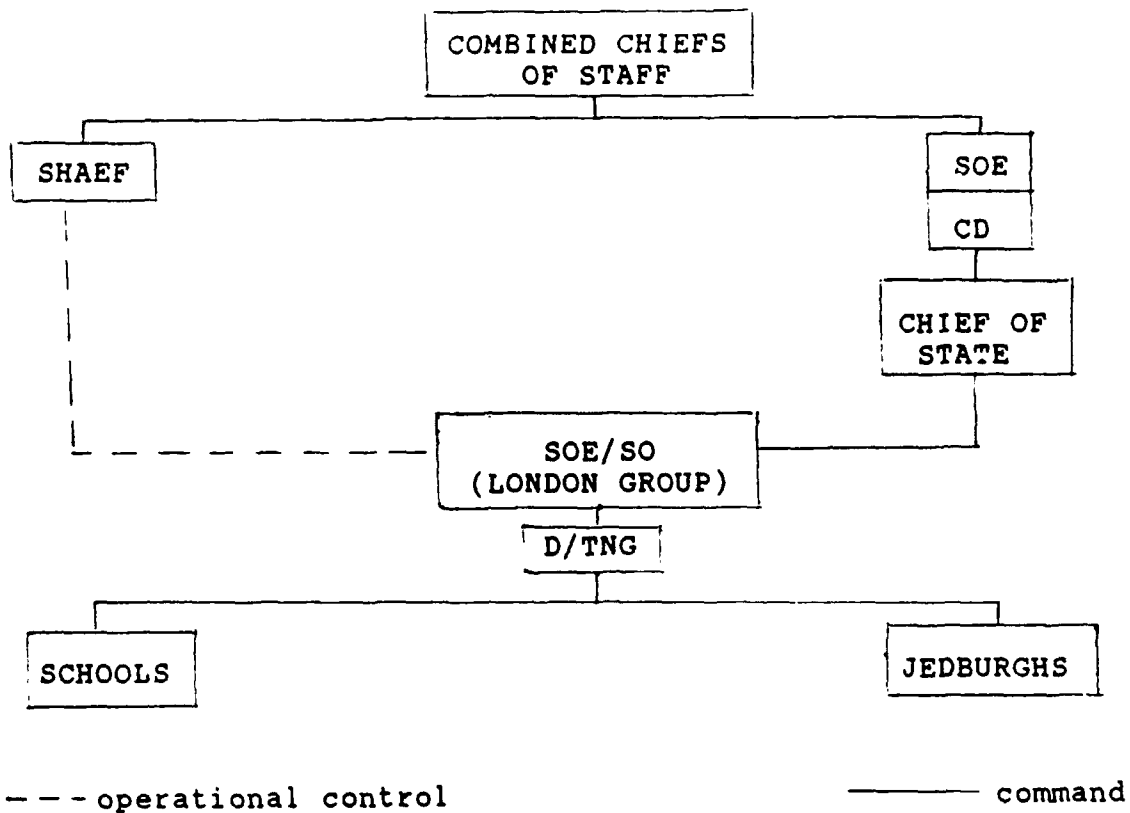 COMBINED CHIEFS
OF STAFF
SHAEF
SOE
CD
CHIEF OF
STATE
SOE/SO
(LONDON GROUP)
D/TNG
SCHOOLS
JEDBURGHS
operational control
command